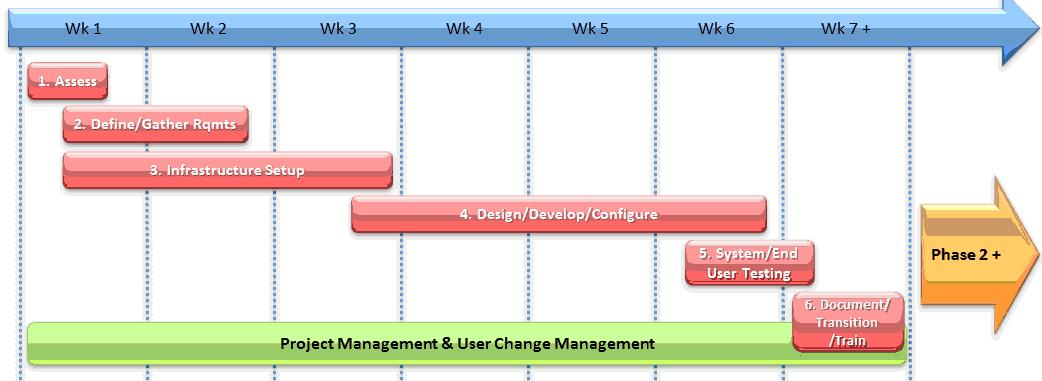 Wk 1 Wk 2 Wk 3 Wk 4 Wk 5 Wk 6 Wk 7 +
1. Assess
2. Define/Gather Rqmts
3. Infrastructure Setup
4. Design/Develop/Configure
5. System/End
User Testing
Phase 2 +
6. Document/
Transition
/Train
Project Management & User Change Management